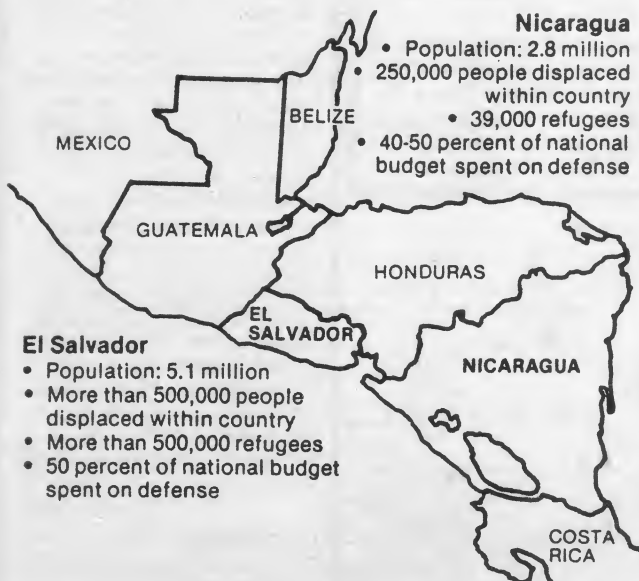 Nicaragua
• Population: 2.8 million
• 250,000 people displaced
within country
• 39,000 refugees
• 40-50 percent of national
budget spent on defense
BELIZE
MEXICO
GUATEMALA
HONDURAS
EL
SALVADOR
NICARAGUA
El Salvador
• Population: 5.1 million
• More than 500,000 people
displaced within country
• More than 500,000 refugees
• 50 percent of national budget
spent on defense
COSTA
RICA